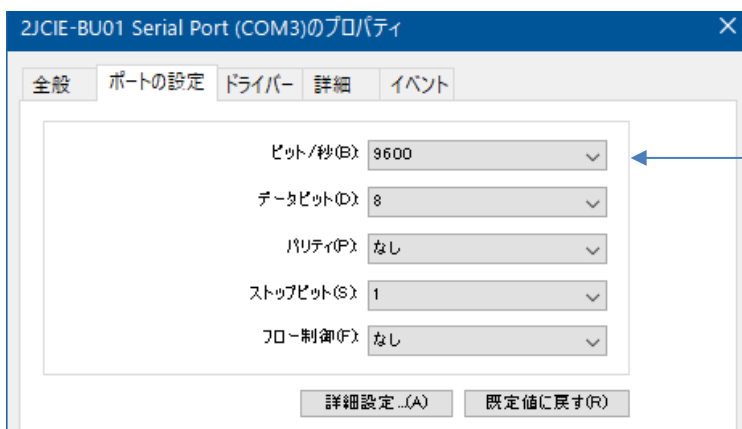 2JCIE-BU01 Serial Port (COM3)のプロパティ
全般 ポートの設定 ドライバー 詳細 イベント
ビット/秒(B): 9600
データ ビット(D): 8
パリティ(P): なし
ストップ ビット(S): 1
フロー制御(F): なし
詳細設定...(A) 既定値に戻す(R)